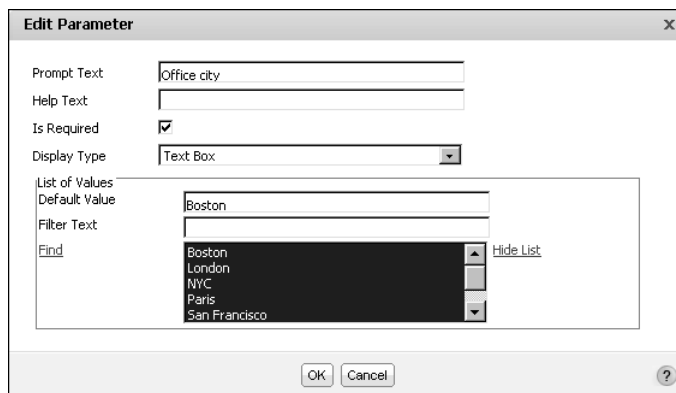 Edit Parameter x
Prompt Text Office city
Help Text
Is Required
Display Type Text Box
List of Values
Default Value Boston
Filter Text
Find Boston Hide List
London
NYC
Paris
San Francisco
OK Cancel ?